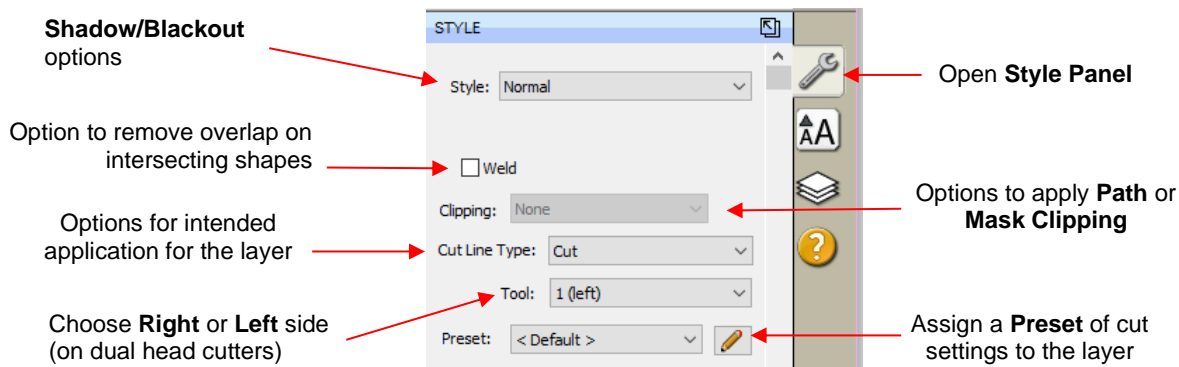 Shadow/Blackout
options
Option to remove overlap on
intersecting shapes
Options for intended
application for the layer
Choose Right or Left side
(on dual head cutters)
STYLE
Style: Normal
Weld
Clipping: None
Cut Line Type: Cut
Tool: 1 (left)
Preset: < Default >
AA
?
Open Style Panel
Options to apply Path or
Mask Clipping
Assign a Preset of cut
settings to the layer